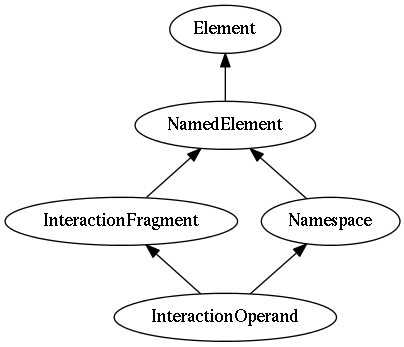 Element
NamedElement
InteractionFragment
Namespace
InteractionOperand